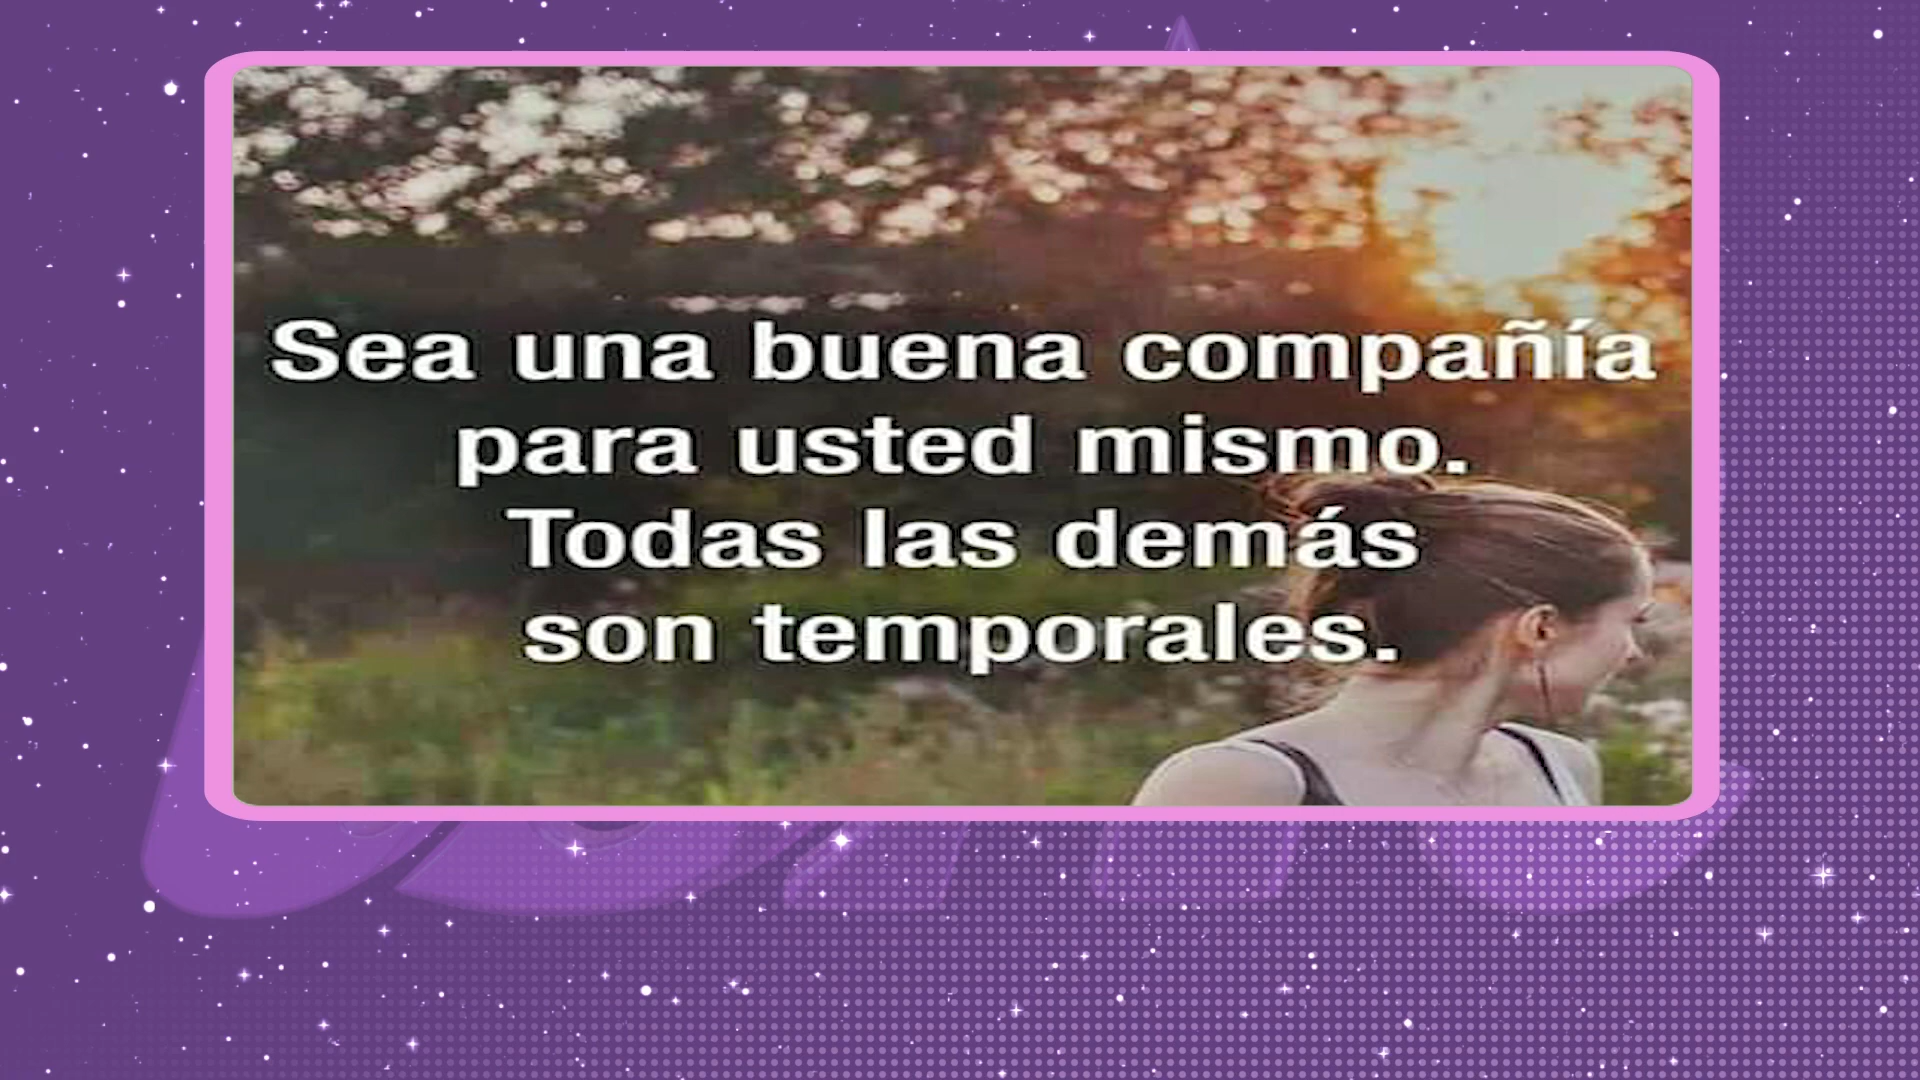 Sea una buena compañía
para usted mismo.
Todas las demás
son temporales.